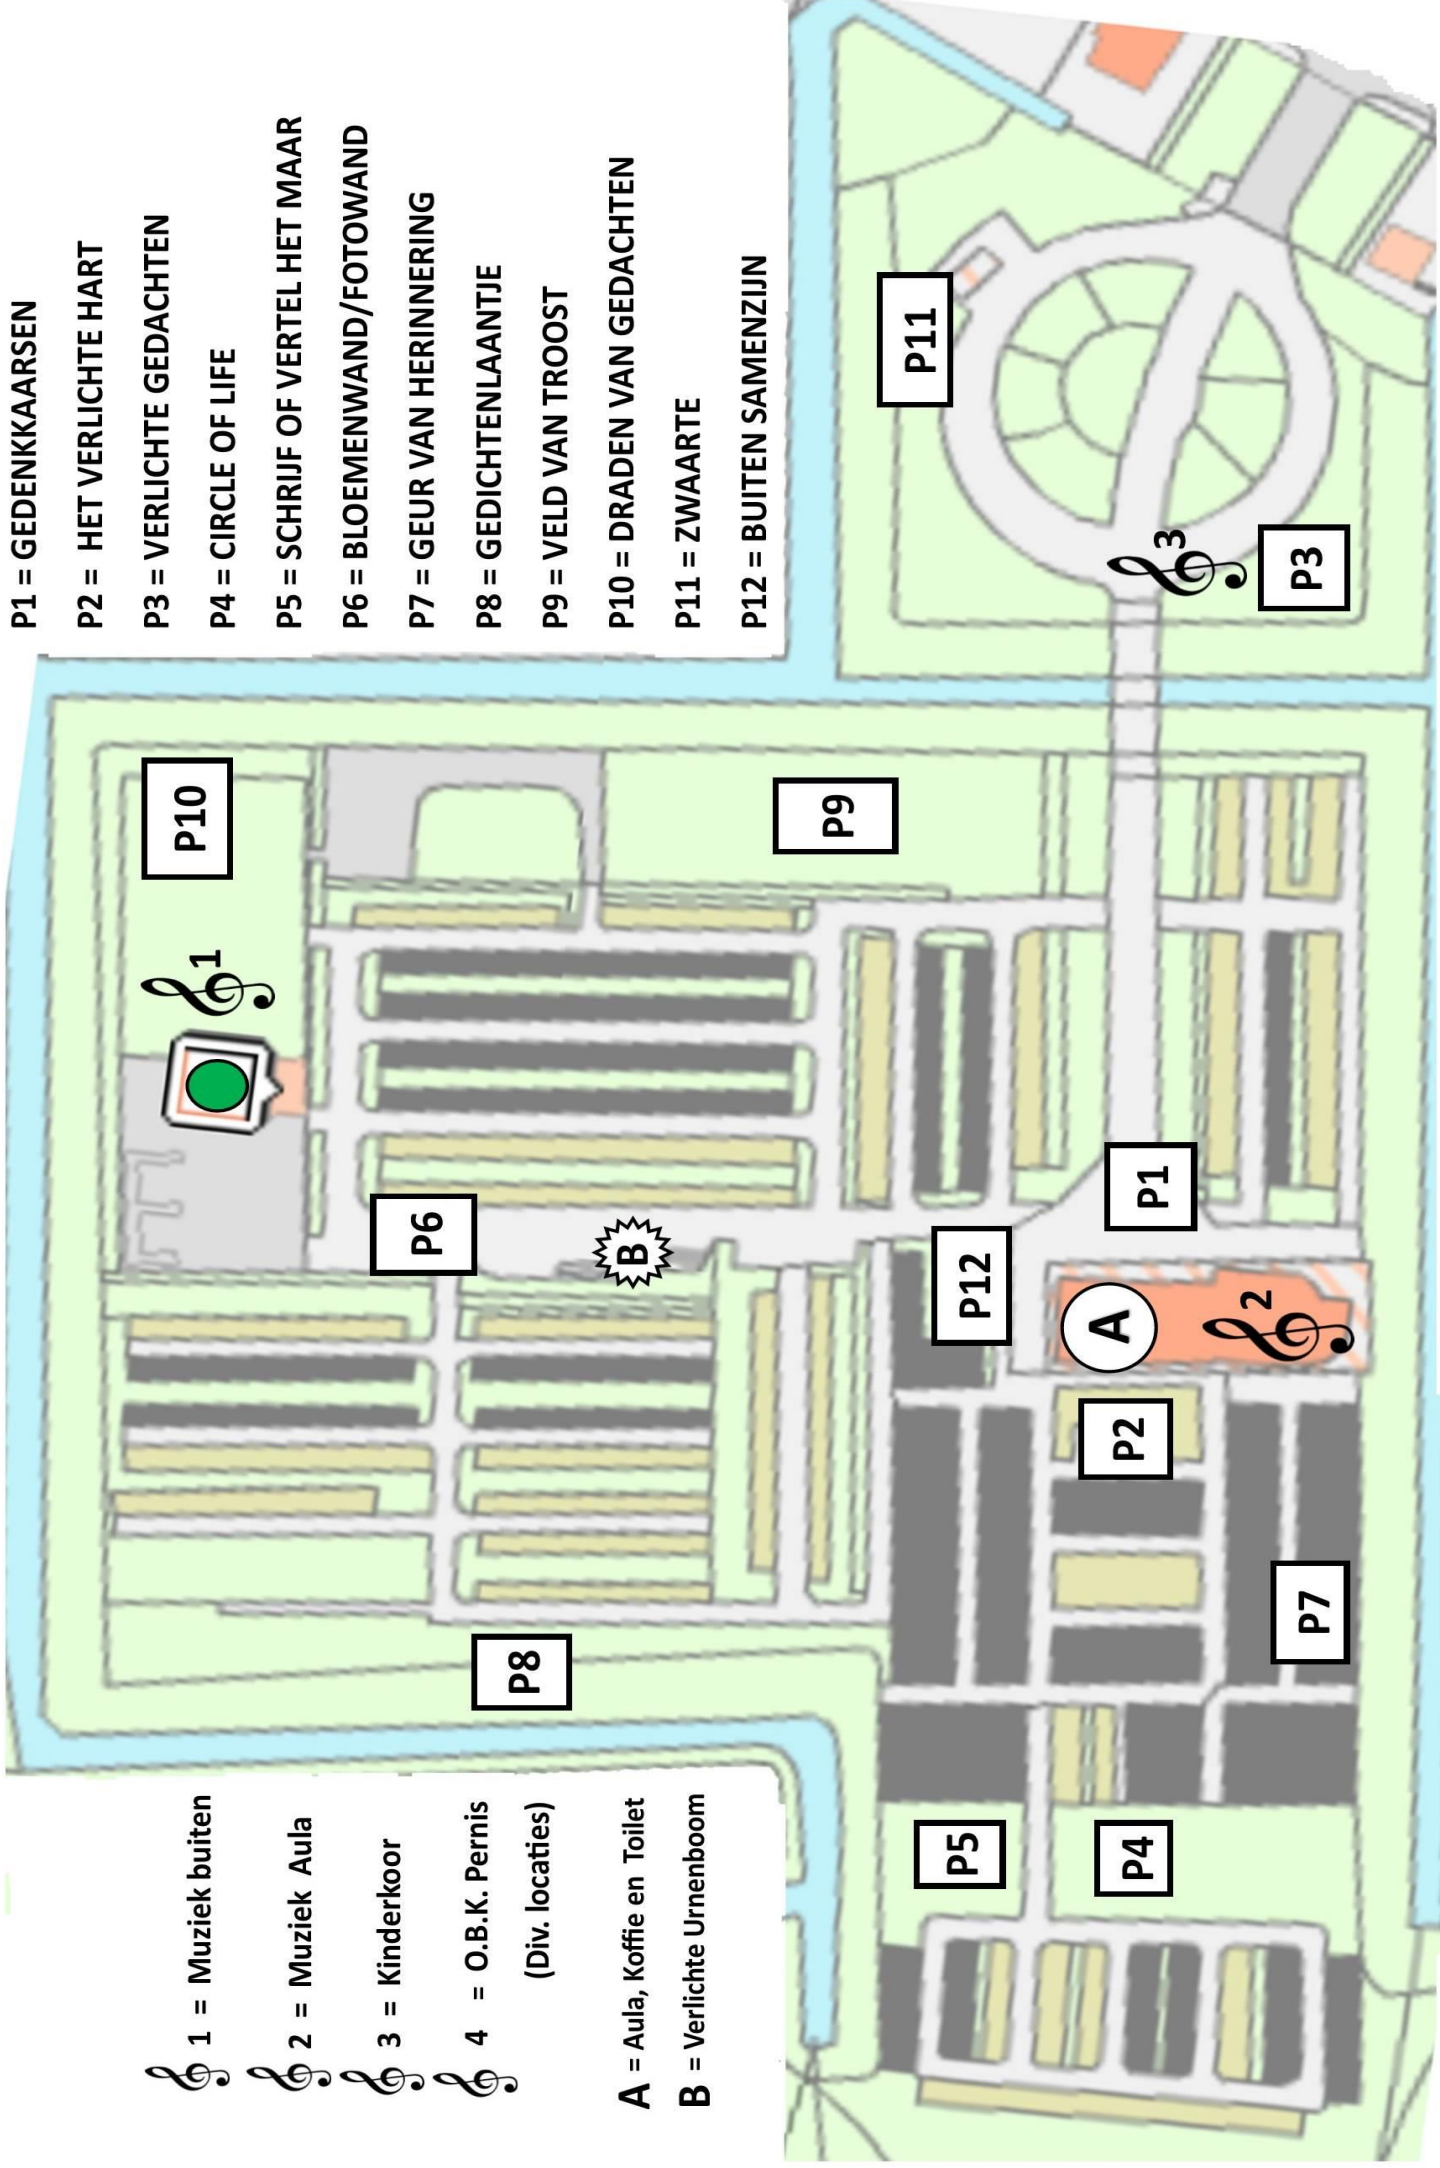 P1 = GEDENKKAARSEN
P2 = HET VERLICHTE HART
P3 = VERLICHTE GEDACHTEN
P4 = CIRCLE OF LIFE
P5 = SCHRIJF OF VERTEL HET MAAR
P6 = BLOEMENWAND/FOTOWAND
P7 = GEUR VAN HERINNERING
P8 = GEDICHTENLAANTJE
P9 = VELD VAN TROOST
P10 = DRADEN VAN GEDACHTEN
P11 = ZWAARTE
P12 = BUITEN SAMENZIJN
1 = Muziek buiten
2 = Muziek Aula
3 = Kinderkoor
4 = O.B.K. Pernis
(Div. locaties)
A = Aula, Koffie en Toilet
B = Verlichte Urnenboom
P10
1
P6
B
P8
P9
P11
P12
P5
P1
A
P2
P4
3
2
P3
P7